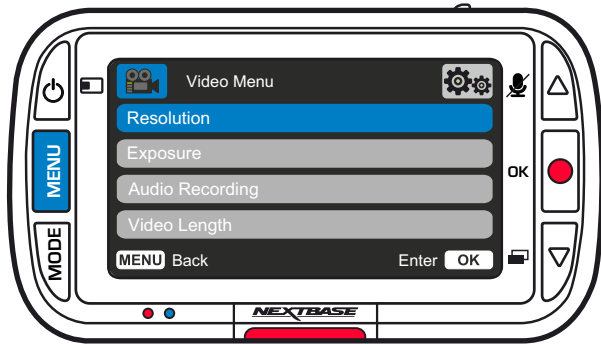 Video Menu
Resolution
Exposure
MENU
Audio Recording
OK
Video Length
MODE
MENU Back
Enter OK
NEXTBASE